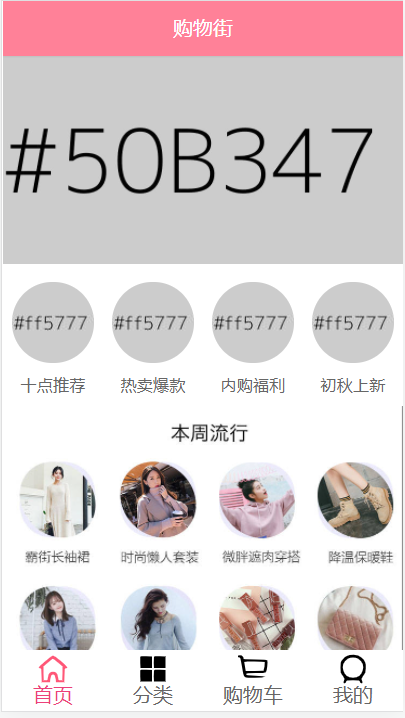 购物街
#50B347
#ff5777 #ff5777 #ff5777 #ff5777
十点推荐 热卖爆款 内购福利 初秋上新
本周流行
霸街长袖裙 时尚懒人套装 微胖遮肉穿搭 降温保暖鞋
首页 分类 购物车 我的